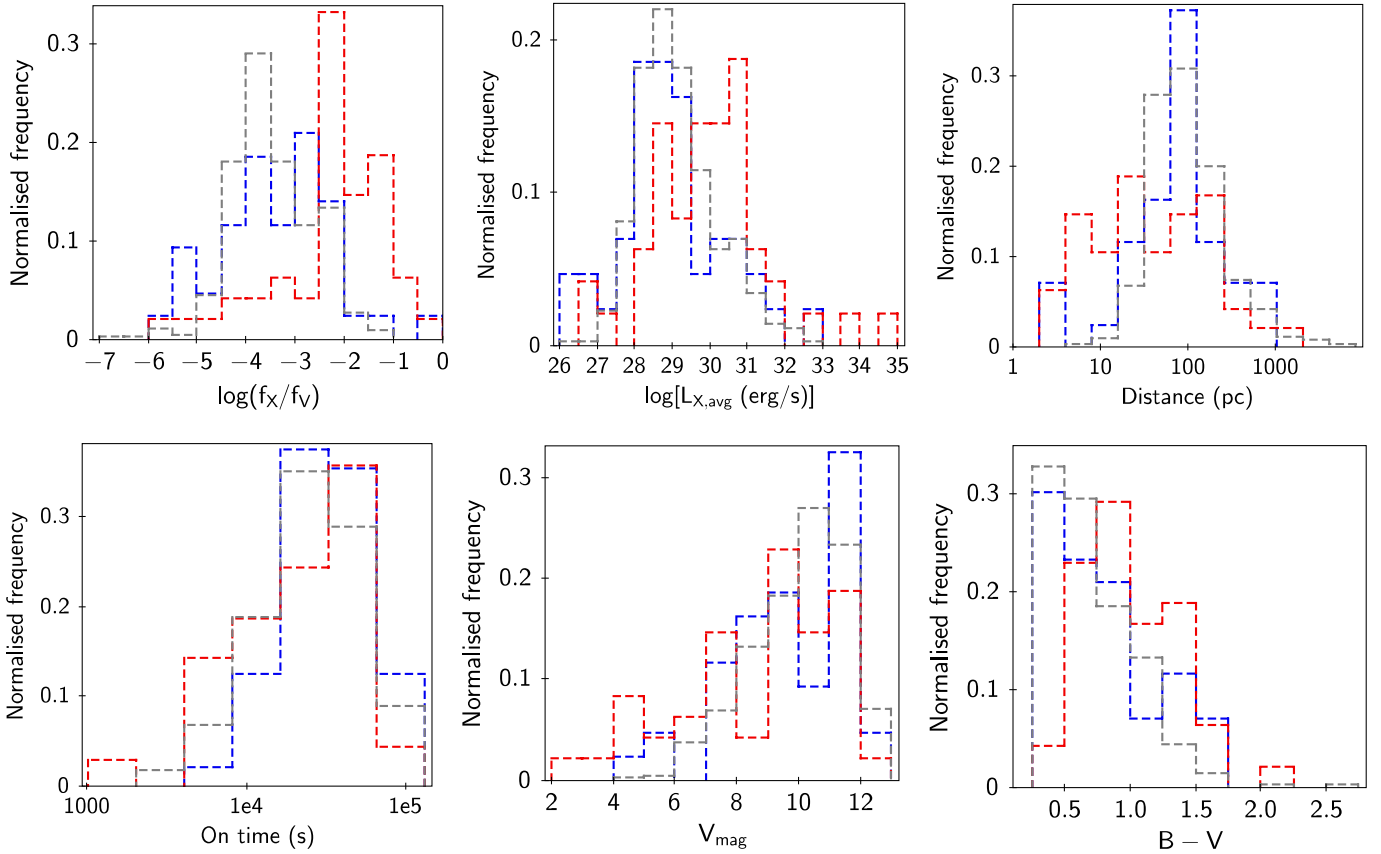 Normalised frequency
0.3
0.2
0.1
0
−7 −6 −5 −4 −3 −2 −1 0
log(f_X/f_V)
Normalised frequency
0.2
0.1
0
26 27 28 29 30 31 32 33 34 35
log[L_X,avg (erg/s)]
Normalised frequency
0.3
0.2
0.1
0
1 10 100 1000
Distance (pc)
Normalised frequency
0.3
0.2
0.1
0
1000 1e4 1e5
On time (s)
Normalised frequency
0.3
0.2
0.1
0
2 4 6 8 10 12
V_mag
Normalised frequency
0.3
0.2
0.1
0
0.5 1.0 1.5 2.0 2.5
B − V